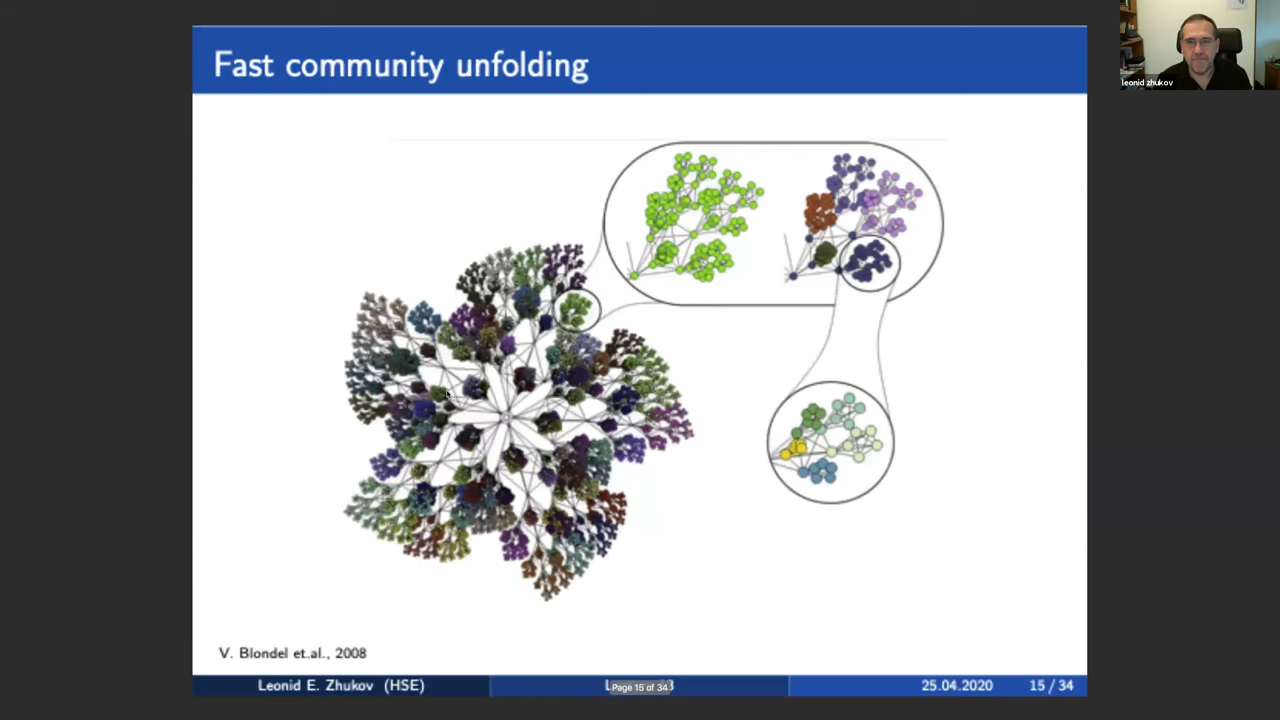 Fast community unfolding
leonid zhukov
V. Blondel et.al., 2008
Leonid E. Zhukov (HSE)
Page 15 of 34
25.04.2020
15 / 34